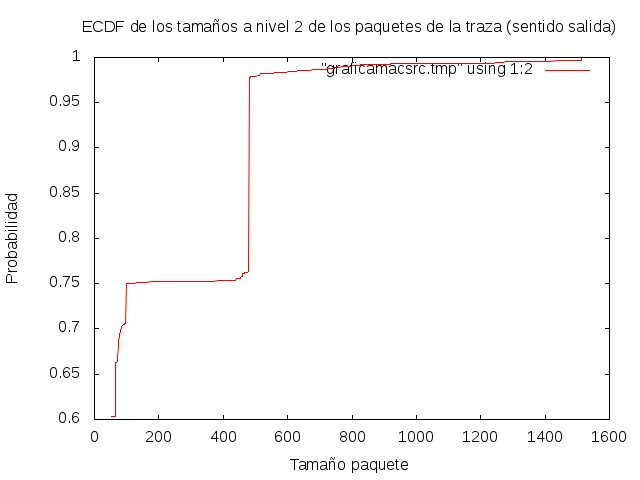 ECDF de los tamaños a nivel 2 de los paquetes de la traza (sentido salida)
"graficamacsrc.tmp" using 1:2
1
0.95
0.9
0.85
0.8
0.75
0.7
0.65
0.6
Probabilidad
0 200 400 600 800 1000 1200 1400 1600
Tamaño paquete